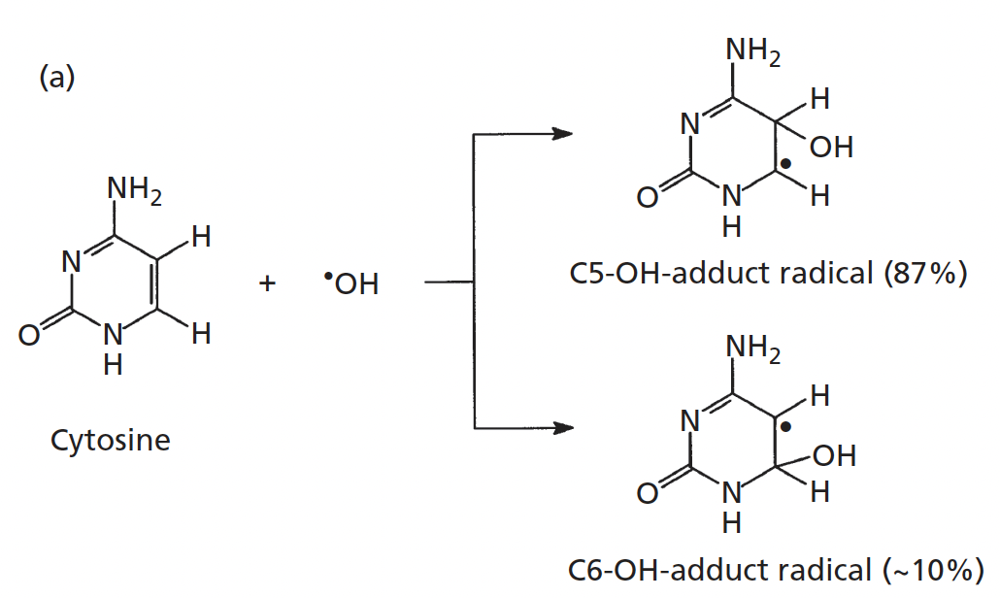 (a)
NH₂
N
H
H
O
N
H
Cytosine
+
•OH
NH₂
N
H
OH
•
H
O
N
H
C5-OH-adduct radical (87%)
NH₂
N
H
•
OH
H
O
N
H
C6-OH-adduct radical (~10%)